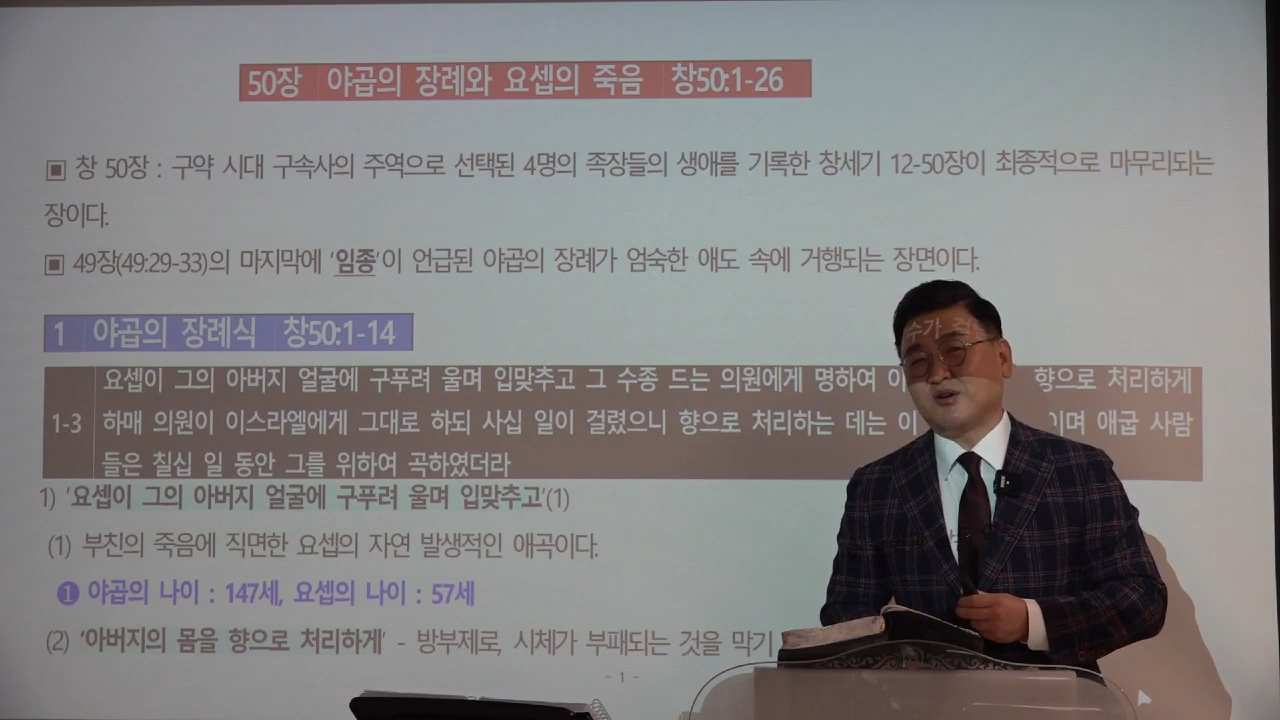 50장 야곱의 장례와 요셉의 죽음 창50:1-26
▣ 창 50장 : 구약 시대 구속사의 주역으로 선택된 4명의 족장들의 생애를 기록한 창세기 12-50장이 최종적으로 마무리되는
장이다.
▣ 49장(49:29-33)의 마지막에 '임종'이 언급된 야곱의 장례가 엄숙한 애도 속에 거행되는 장면이다.
1 야곱의 장례식 창50:1-14
요셉이 그의 아버지 얼굴에 구푸려 울며 입맞추고 그 수종 드는 의원에게 명하여 향으로 처리하게
1-3 하매 의원이 이스라엘에게 그대로 하되 사십 일이 걸렸으니 향으로 처리하는 데는 이며 애굽 사람
들은 칠십 일 동안 그를 위하여 곡하였더라
1) '요셉이 그의 아버지 얼굴에 구푸려 울며 입맞추고'(1)
(1) 부친의 죽음에 직면한 요셉의 자연 발생적인 애곡이다.
❶ 야곱의 나이 : 147세, 요셉의 나이 : 57세
(2) '아버지의 몸을 향으로 처리하게' - 방부제로, 시체가 부패되는 것을 막기
- 1 -